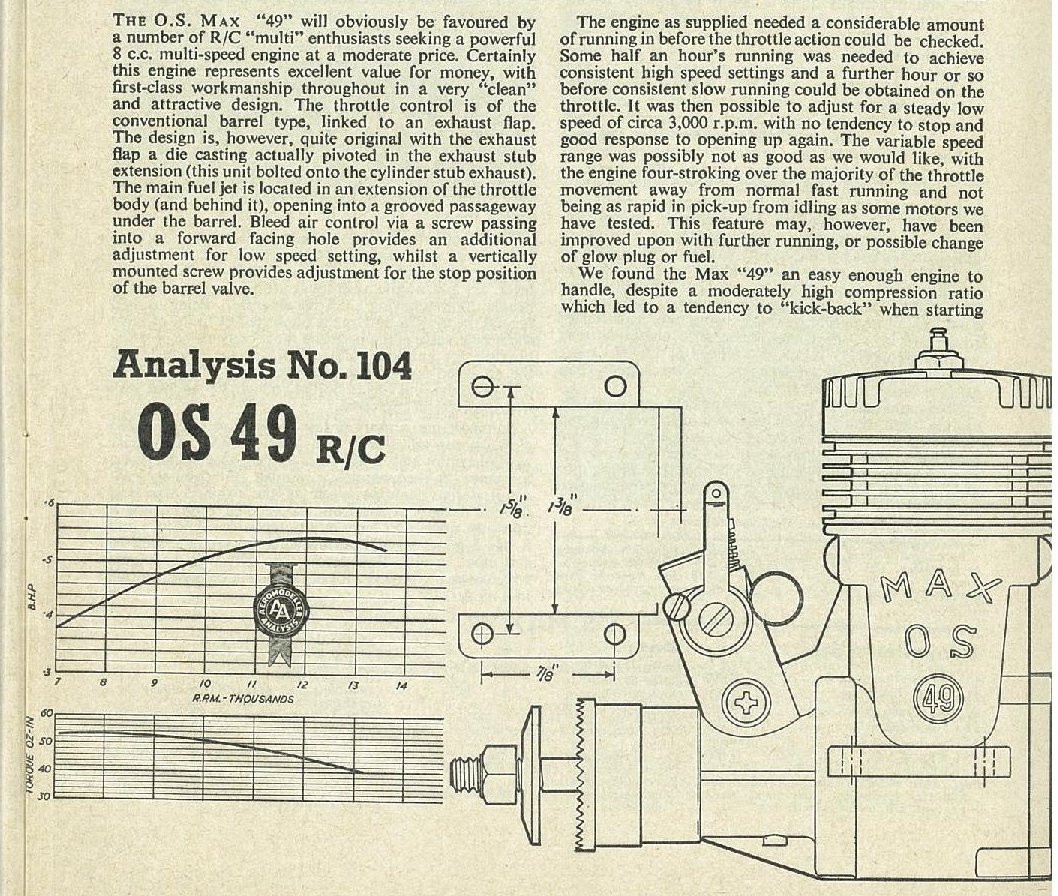 THE O.S. MAX "49" will obviously be favoured by
a number of R/C "multi" enthusiasts seeking a powerful
8 c.c. multi-speed engine at a moderate price. Certainly
this engine represents excellent value for money, with
first-class workmanship throughout in a very "clean"
and attractive design. The throttle control is of the
conventional barrel type, linked to an exhaust flap.
The design is, however, quite original with the exhaust
flap a die casting actually pivoted in the exhaust stub
extension (this unit bolted onto the cylinder stub exhaust).
The main fuel jet is located in an extension of the throttle
body (and behind it), opening into a grooved passageway
under the barrel. Bleed air control via a screw passing
into a forward facing hole provides an additional
adjustment for low speed setting, whilst a vertically
mounted screw provides adjustment for the stop position
of the barrel valve.
The engine as supplied needed a considerable amount
of running in before the throttle action could be checked.
Some half an hour's running was needed to achieve
consistent high speed settings and a further hour or so
before consistent slow running could be obtained on the
throttle. It was then possible to adjust for a steady low
speed of circa 3,000 r.p.m. with no tendency to stop and
good response to opening up again. The variable speed
range was possibly not as good as we would like, with
the engine four-stroking over the majority of the throttle
movement away from normal fast running and not
being as rapid in pick-up from idling as some motors we
have tested. This feature may, however, have been
improved upon with further running, or possible change
of glow plug or fuel.
We found the Max "49" an easy enough engine to
handle, despite a moderately high compression ratio
which led to a tendency to "kick-back" when starting
Analysis No. 104
OS 49 R/C
·6
·5
·4
·3
B.H.P
7 8 9 10 11 12 13 14
R.P.M.-THOUSANDS
AEROMODELLER
AA
ANALYSIS
60
50
40
30
TORQUE OZ-IN
1 5/8"
1 3/8"
7/8"
MAX
OS
49